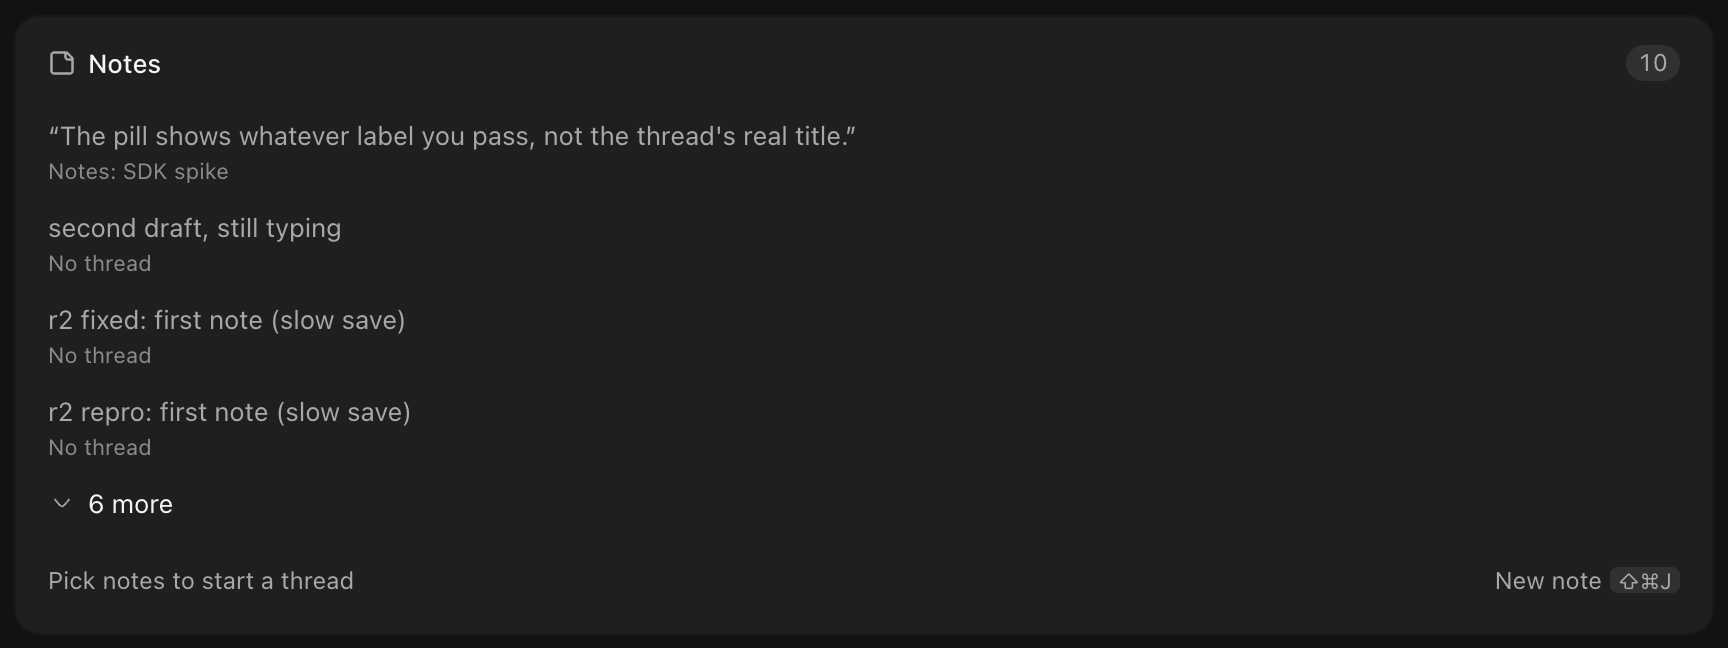 Notes
10
“The pill shows whatever label you pass, not the thread's real title.”
Notes: SDK spike
second draft, still typing
No thread
r2 fixed: first note (slow save)
No thread
r2 repro: first note (slow save)
No thread
6 more
Pick notes to start a thread
New note ⇧⌘J